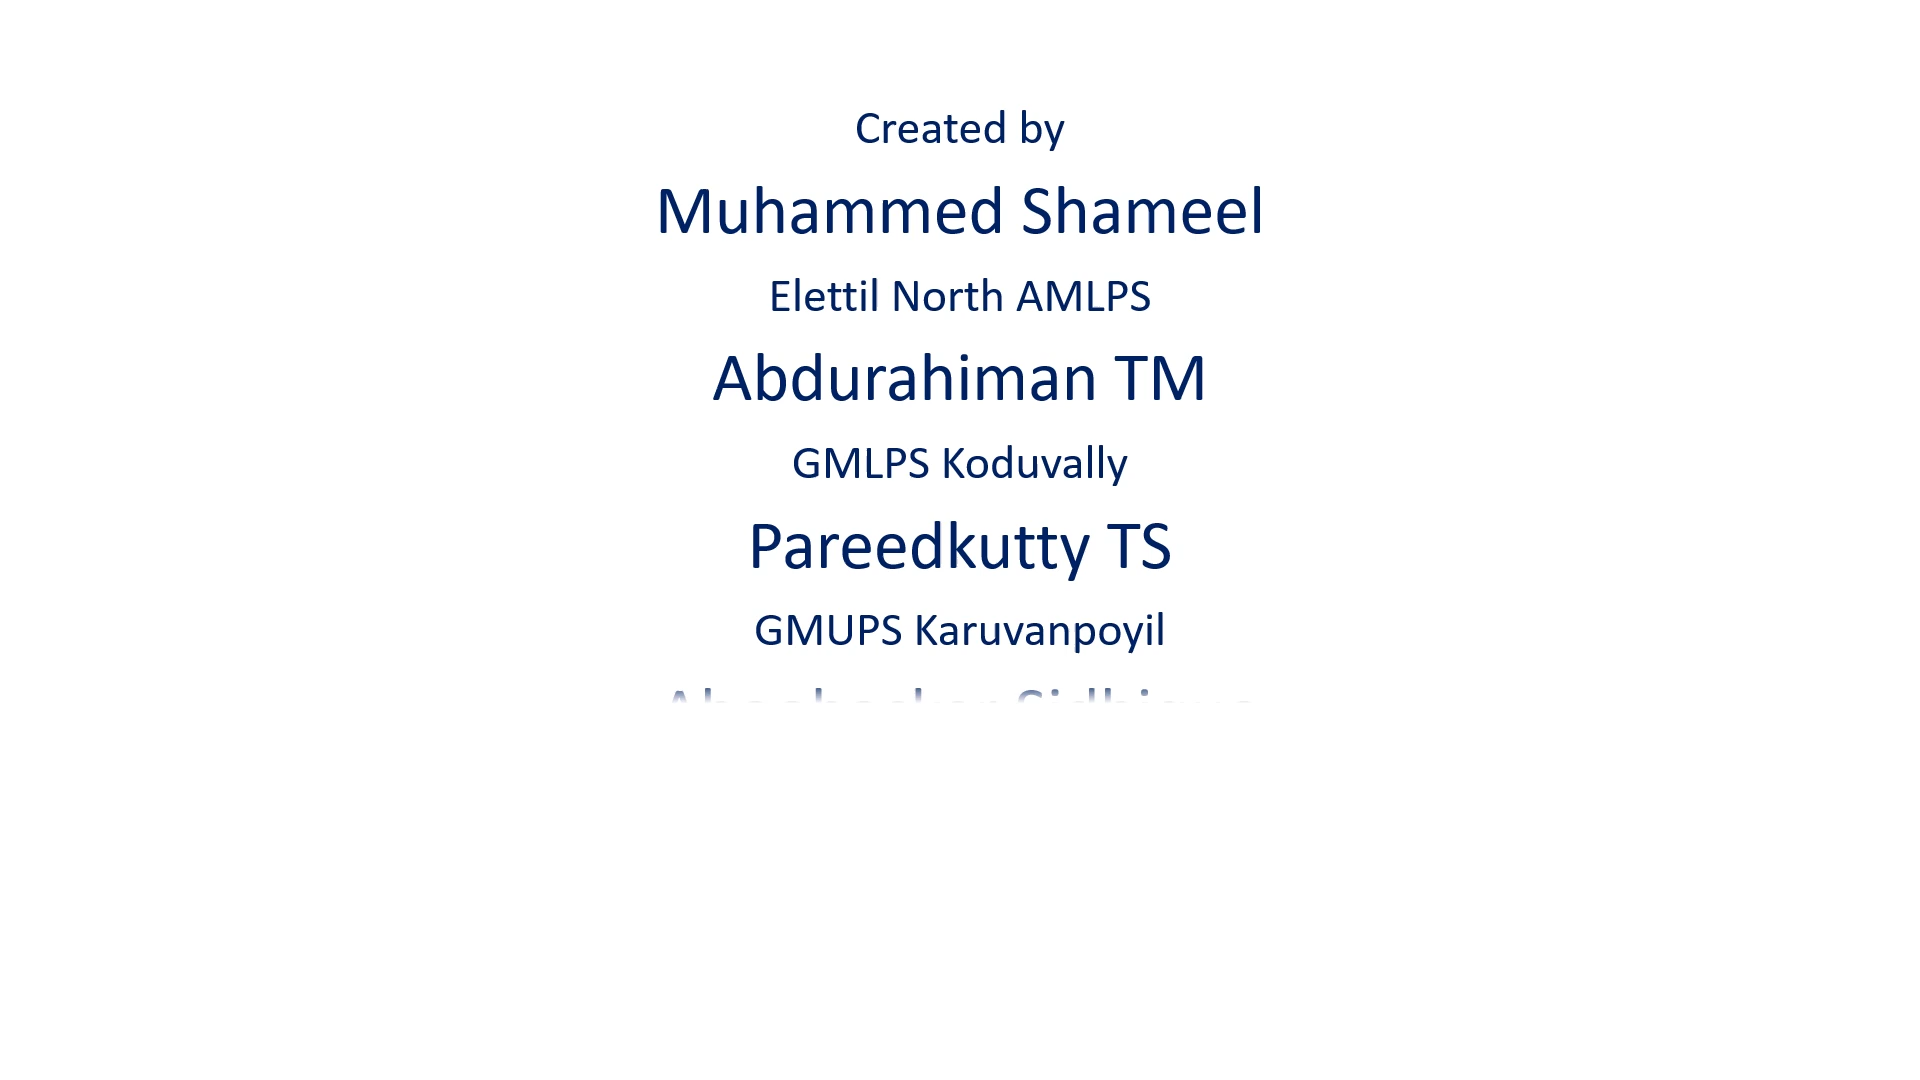 Created by
Muhammed Shameel
Elettil North AMLPS
Abdurahiman TM
GMLPS Koduvally
Pareedkutty TS
GMUPS Karuvanpoyil